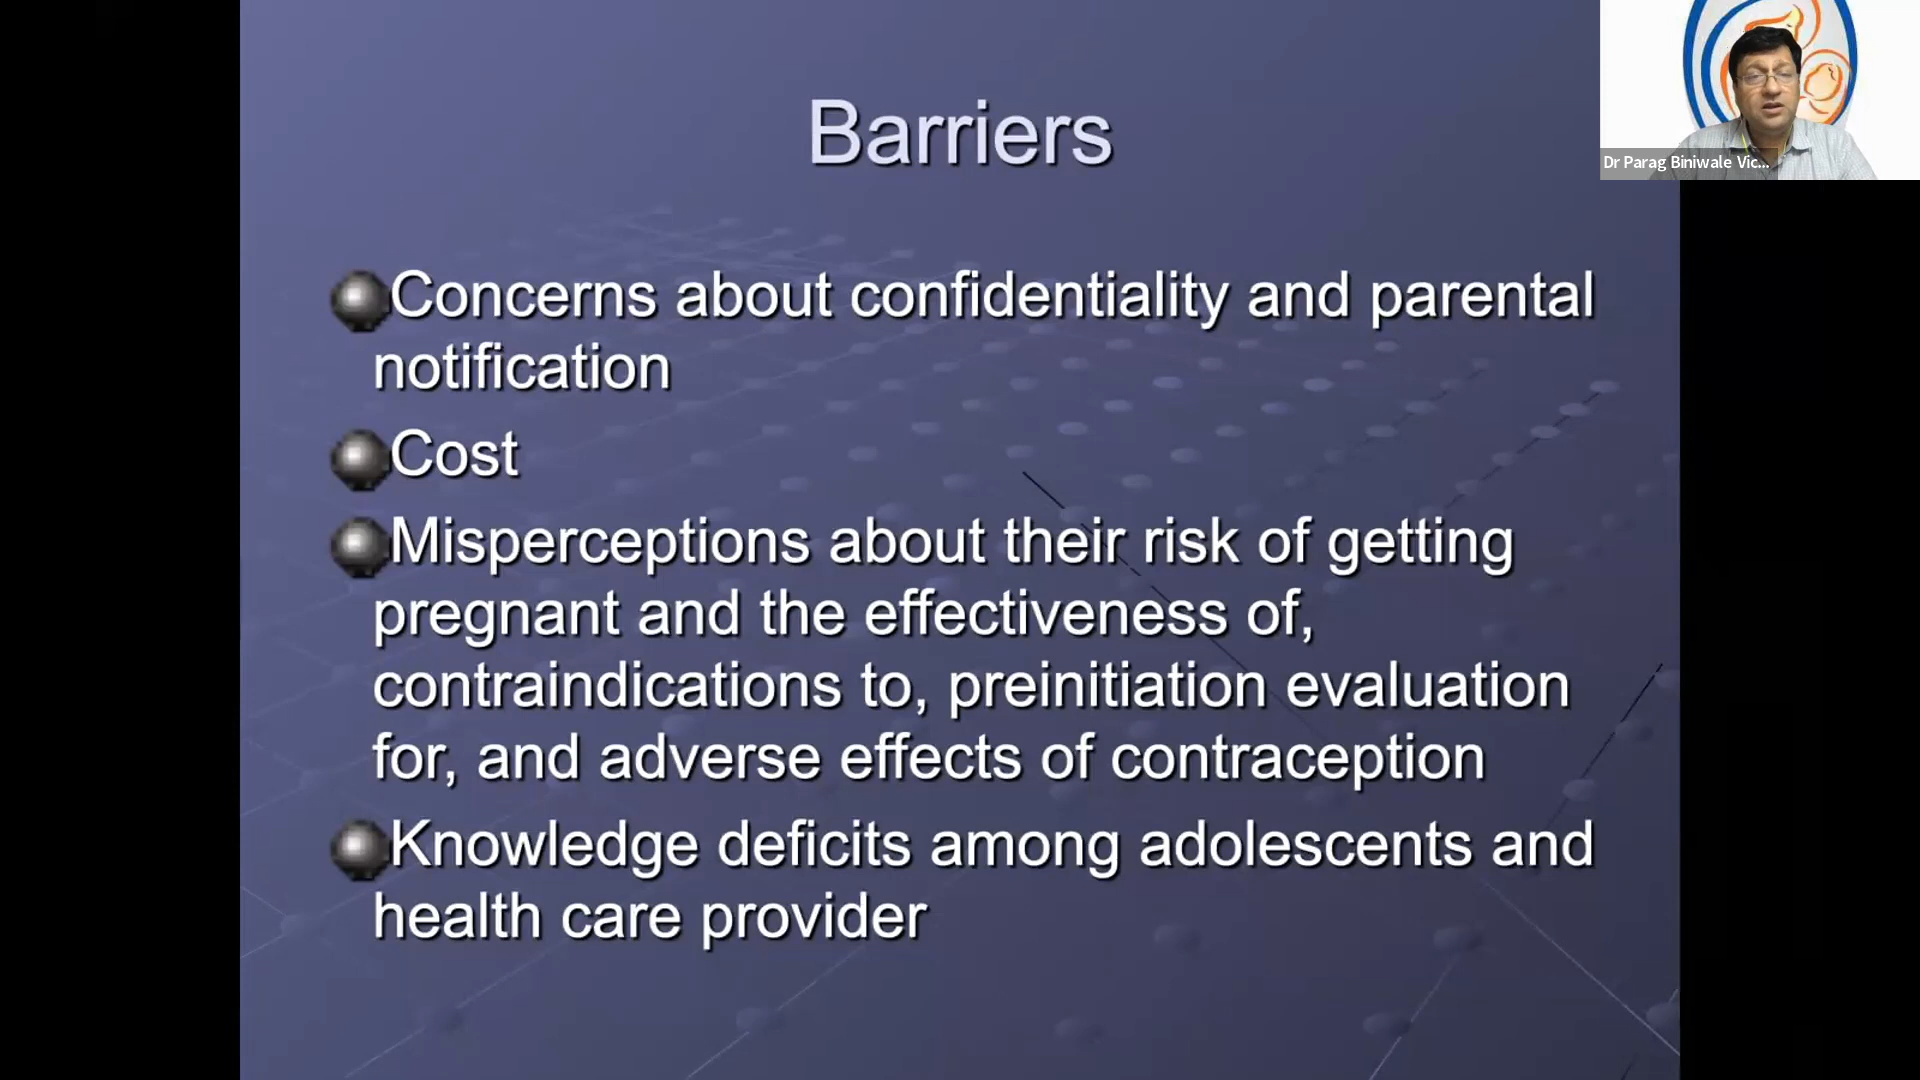 Barriers
Concerns about confidentiality and parental
notification
Cost
Misperceptions about their risk of getting
pregnant and the effectiveness of,
contraindications to, preinitiation evaluation
for, and adverse effects of contraception
Knowledge deficits among adolescents and
health care provider
Dr Parag Biniwale Vic...